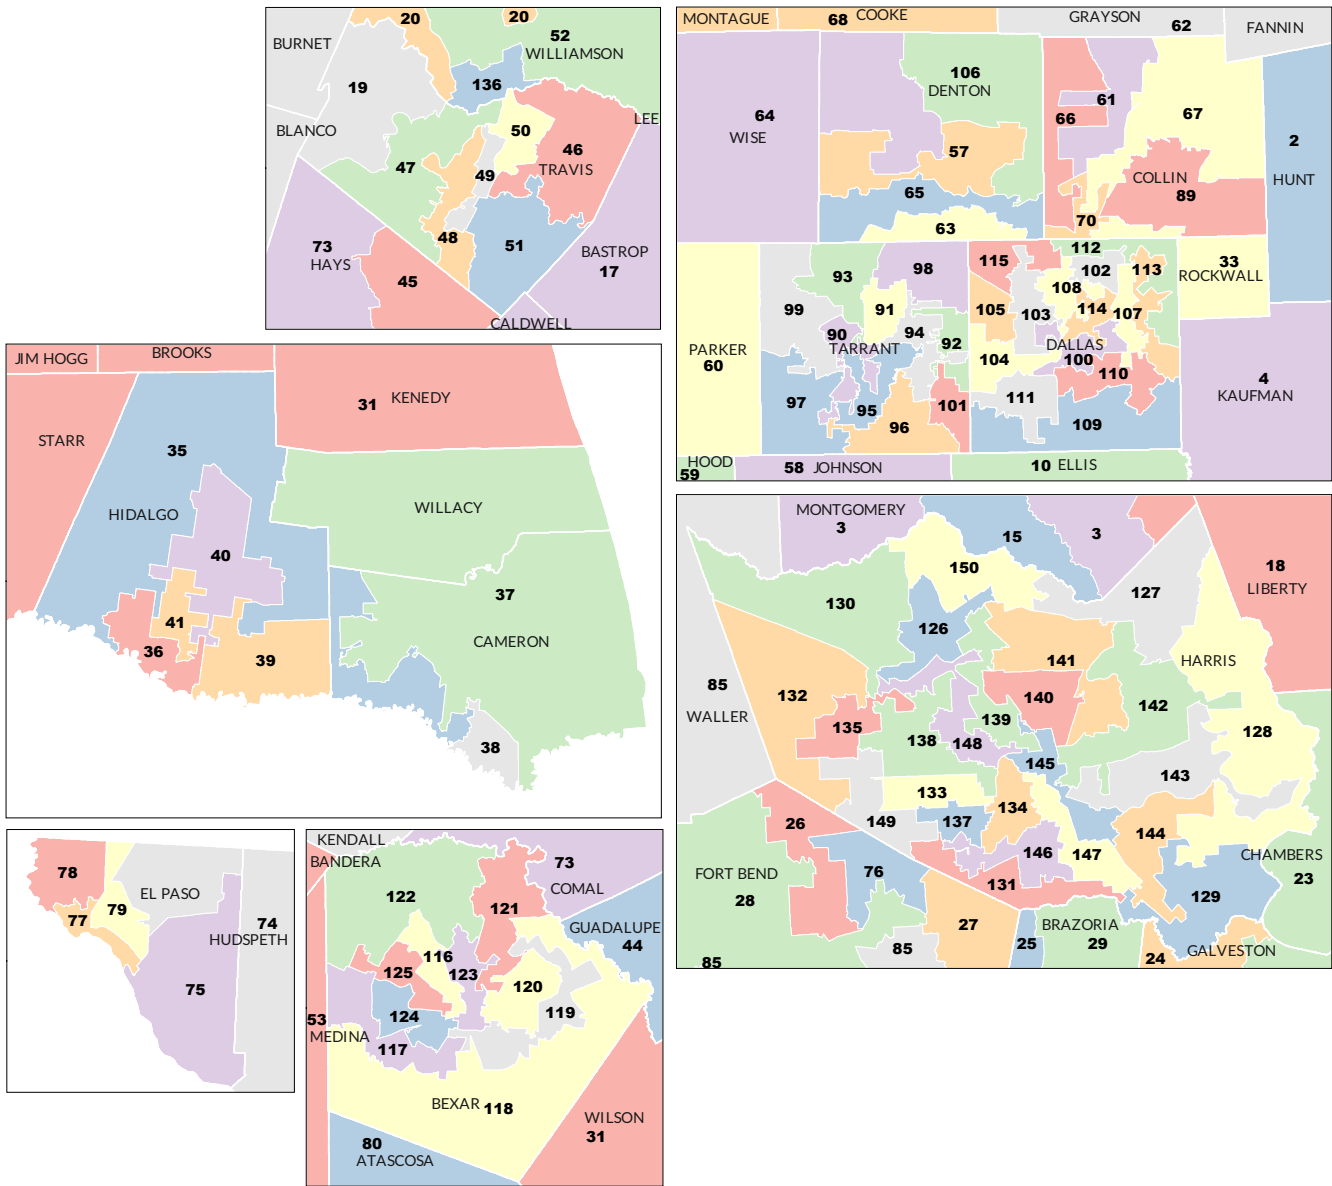 20
20
52
WILLIAMSON
BURNET
19
136
BLANCO
LEE
50
46
TRAVIS
47
49
48
51
73
HAYS
45
BASTROP
17
CALDWELL
MONTAGUE
68 COOKE
GRAYSON
62
FANNIN
106
DENTON
61
66
67
64
WISE
57
2
HUNT
COLLIN
89
65
70
63
112
115
102
113
33
ROCKWALL
93
98
108
99
91
105
103
114
107
90
94
92
TARRANT
DALLAS
PARKER
60
104
100
110
4
KAUFMAN
97
95
96
101
111
109
HOOD
59
58 JOHNSON
10 ELLIS
JIM HOGG
BROOKS
31 KENEDY
STARR
35
WILLACY
HIDALGO
40
37
41
CAMERON
36
39
38
MONTGOMERY
3
15
3
150
18
LIBERTY
127
130
126
141
HARRIS
85
WALLER
132
140
142
135
139
138
148
128
145
143
133
134
26
149
137
144
146
147
CHAMBERS
23
FORT BEND
28
76
131
129
27
85
25
BRAZORIA
29
24
GALVESTON
85
78
EL PASO
79
77
74
HUDSPETH
75
KENDALL
BANDERA
73
COMAL
122
121
GUADALUPE
44
116
125
123
120
119
124
53
MEDINA
117
BEXAR 118
WILSON
31
80
ATASCOSA